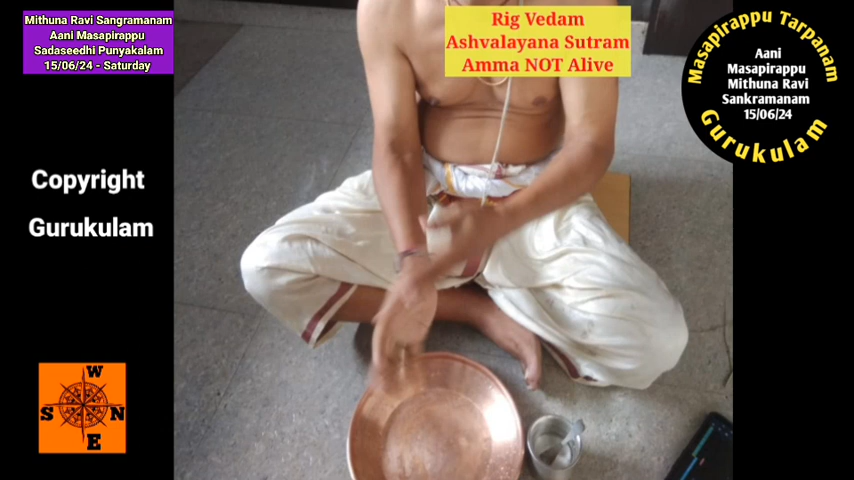 Mithuna Ravi Sangramanam
Aani Masapirappu
Sadaseedhi Punyakalam
15/06/24 - Saturday
Rig Vedam
Ashvalayana Sutram
Amma NOT Alive
Masapirappu Tarpanam
Aani
Masapirappu
Mithuna Ravi
Sankramanam
15/06/24
Gurukulam
Copyright
Gurukulam
W
S N
E